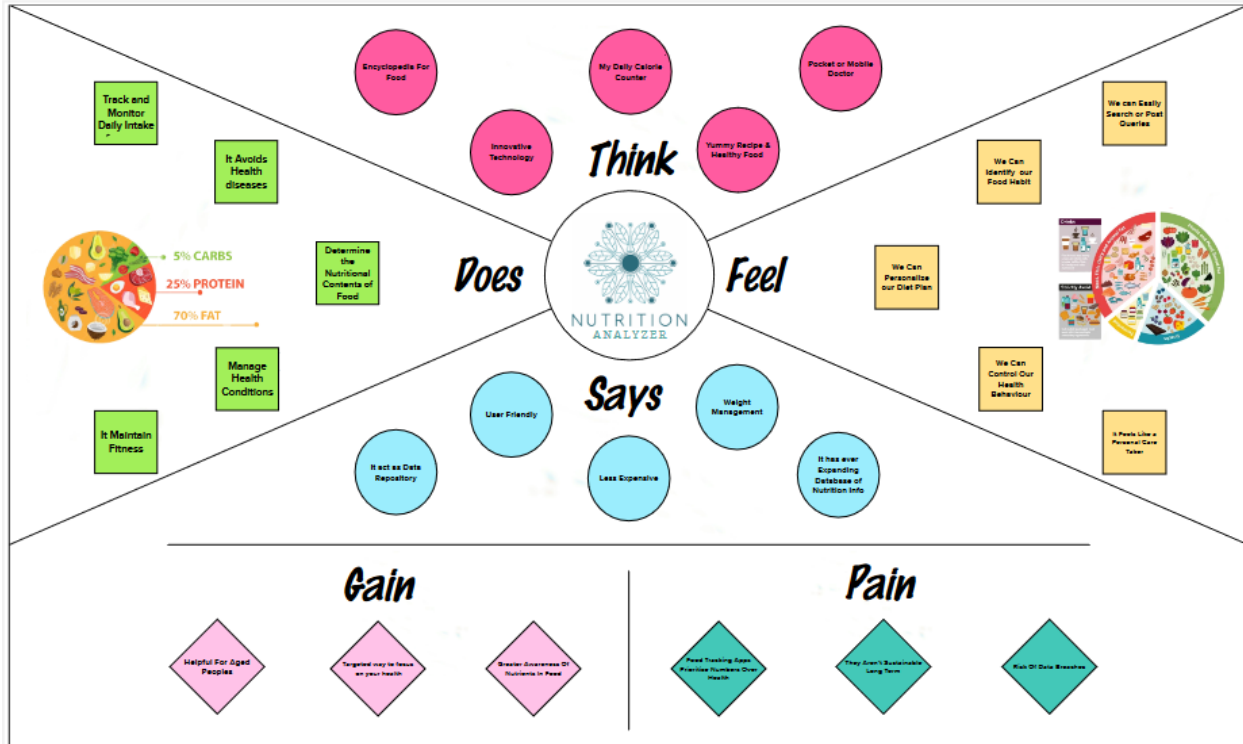 Encyclopedia For
Food
My Daily Calorie
Counter
Pocket or Mobile
Doctor
Innovative
Technology
Yummy Recipe &
Healthy Food
Think
Track and
Monitor
Daily Intake
It Avoids
Health
diseases
Determine
the
Nutritional
Contents of
Food
Manage
Health
Conditions
It Maintain
Fitness
5% CARBS
25% PROTEIN
70% FAT
Does
NUTRITION
ANALYZER
Feel
We can Easily
Search or Post
Queries
We Can
Identify our
Food Habit
We Can
Personalize
our Diet Plan
We Can
Control Our
Health
Behaviour
It Feels Like a
Personal Care
Taker
Says
User Friendly
Weight
Management
It act as Data
Repository
Less Expensive
It has ever
Expanding
Database of
Nutrition Info
Gain
Helpful For Aged
Peoples
Targeted way to focus
on your health
Greater Awareness Of
Nutrients In Food
Pain
Food Tracking Apps
Prioritise Numbers Over
Health
They Aren't Sustainable
Long Term
Risk Of Data Breaches